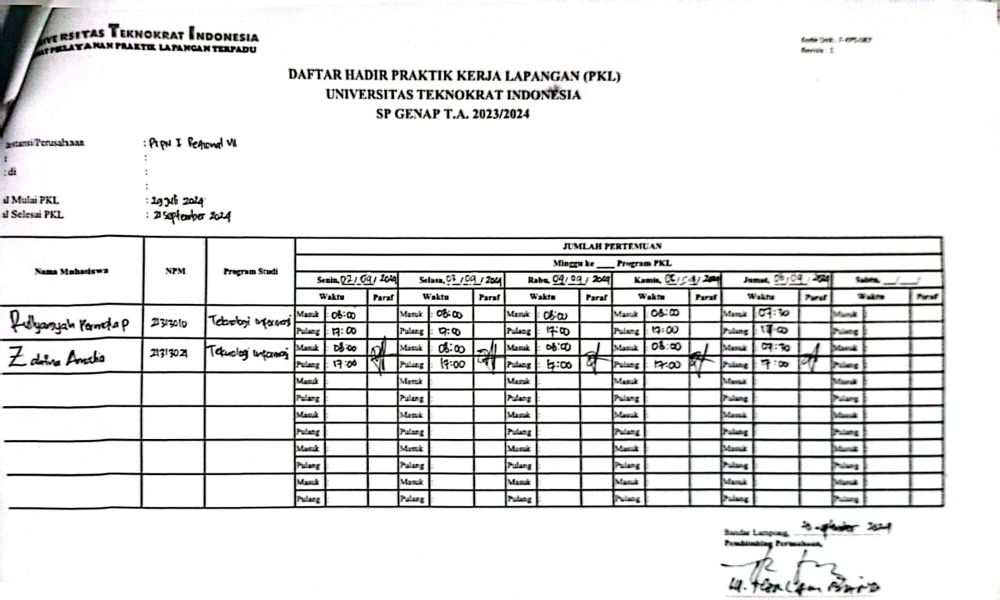 ERSITAS TEKNOKRAT INDONESIA
PELAYANAN PRAKTIK LAPANGAN TERPADU
Revisi : 1
DAFTAR HADIR PRAKTIK KERJA LAPANGAN (PKL)
UNIVERSITAS TEKNOKRAT INDONESIA
SP GENAP T.A. 2023/2024
nstansi/Perusahaan : PTPN I Regional VII
: :
: di :
:
al Mulai PKL : 29 Juli 2024
al Selesai PKL : 21 September 2024
Nama Mahasiswa NPM Program Studi JUMLAH PERTEMUAN
Minggu ke ____ Program PKL
Senin, 02/09/2024 Selasa, 03/09/2024 Rabu, 04/09/2024 Kamis, 05/09/2024 Jumat, 06/09/2024 Sabtu, __/__/__
Waktu Paraf Waktu Paraf Waktu Paraf Waktu Paraf Waktu Paraf Waktu Paraf
Permata P 21313010 Teknologi Informasi Masuk : 08:00 Masuk : 08:00 Masuk : 08:00 Masuk : 08:00 Masuk : 07:30 Masuk :
Pulang : 17:00 Pulang : 17:00 Pulang : 17:00 Pulang : 17:00 Pulang : 17:00 Pulang :
Amalia 21313021 Teknologi Informasi Masuk : 08:00 Masuk : 08:00 Masuk : 08:00 Masuk : 08:00 Masuk : 07:30 Masuk :
Pulang : 17:00 Pulang : 17:00 Pulang : 17:00 Pulang : 17:00 Pulang : 17:00 Pulang :
Masuk : Masuk : Masuk : Masuk : Masuk : Masuk :
Pulang : Pulang : Pulang : Pulang : Pulang : Pulang :
Masuk : Masuk : Masuk : Masuk : Masuk : Masuk :
Pulang : Pulang : Pulang : Pulang : Pulang : Pulang :
Masuk : Masuk : Masuk : Masuk : Masuk : Masuk :
Pulang : Pulang : Pulang : Pulang : Pulang : Pulang :
Masuk : Masuk : Masuk : Masuk : Masuk : Masuk :
Pulang : Pulang : Pulang : Pulang : Pulang : Pulang :
Bandar Lampung, 20 September 2024
Pembimbing Perusahaan,